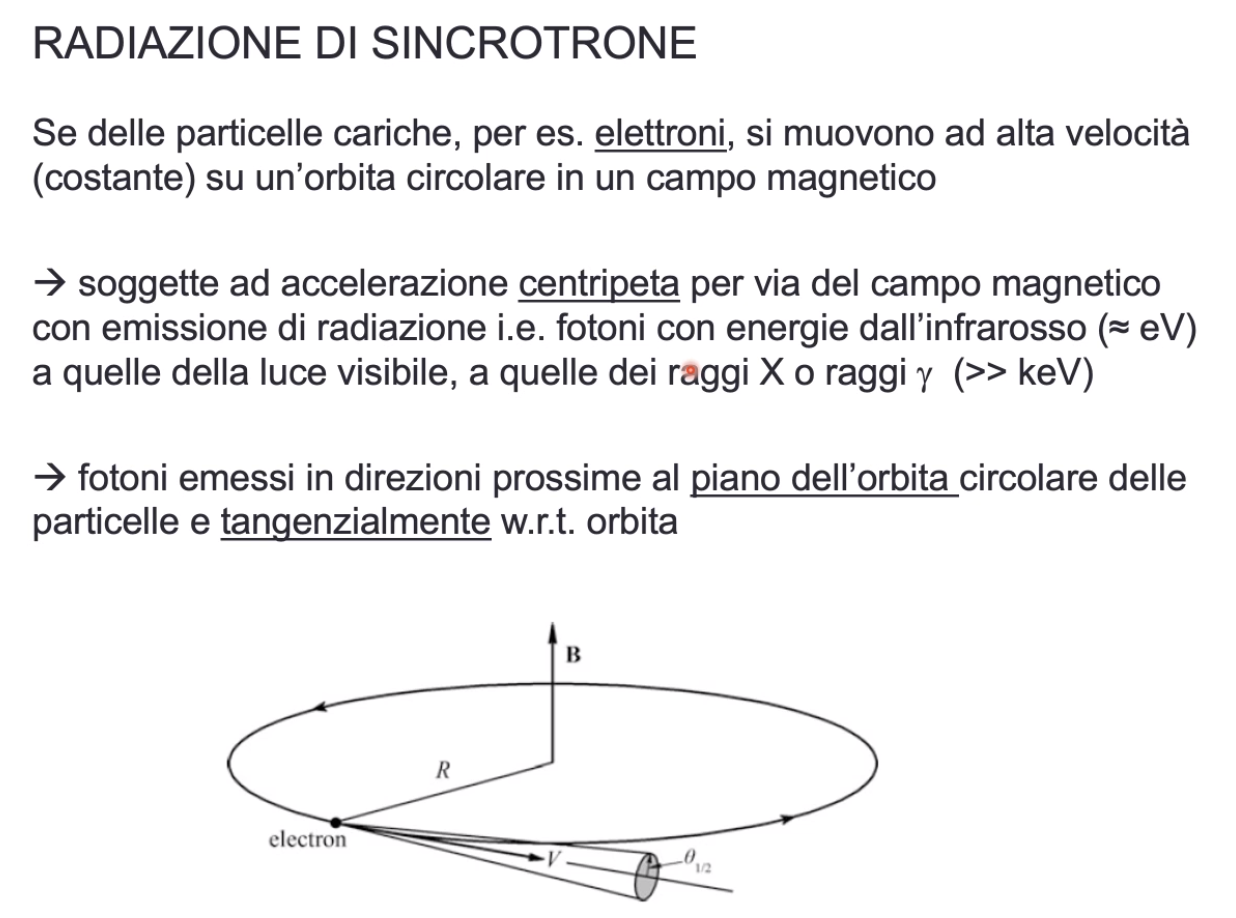 RADIAZIONE DI SINCROTRONE
Se delle particelle cariche, per es. elettroni, si muovono ad alta velocità
(costante) su un’orbita circolare in un campo magnetico
→ soggette ad accelerazione centripeta per via del campo magnetico
con emissione di radiazione i.e. fotoni con energie dall’infrarosso (≈ eV)
a quelle della luce visibile, a quelle dei raggi X o raggi γ (>> keV)
→ fotoni emessi in direzioni prossime al piano dell’orbita circolare delle
particelle e tangenzialmente w.r.t. orbita
B
R
electron
V
θ1/2